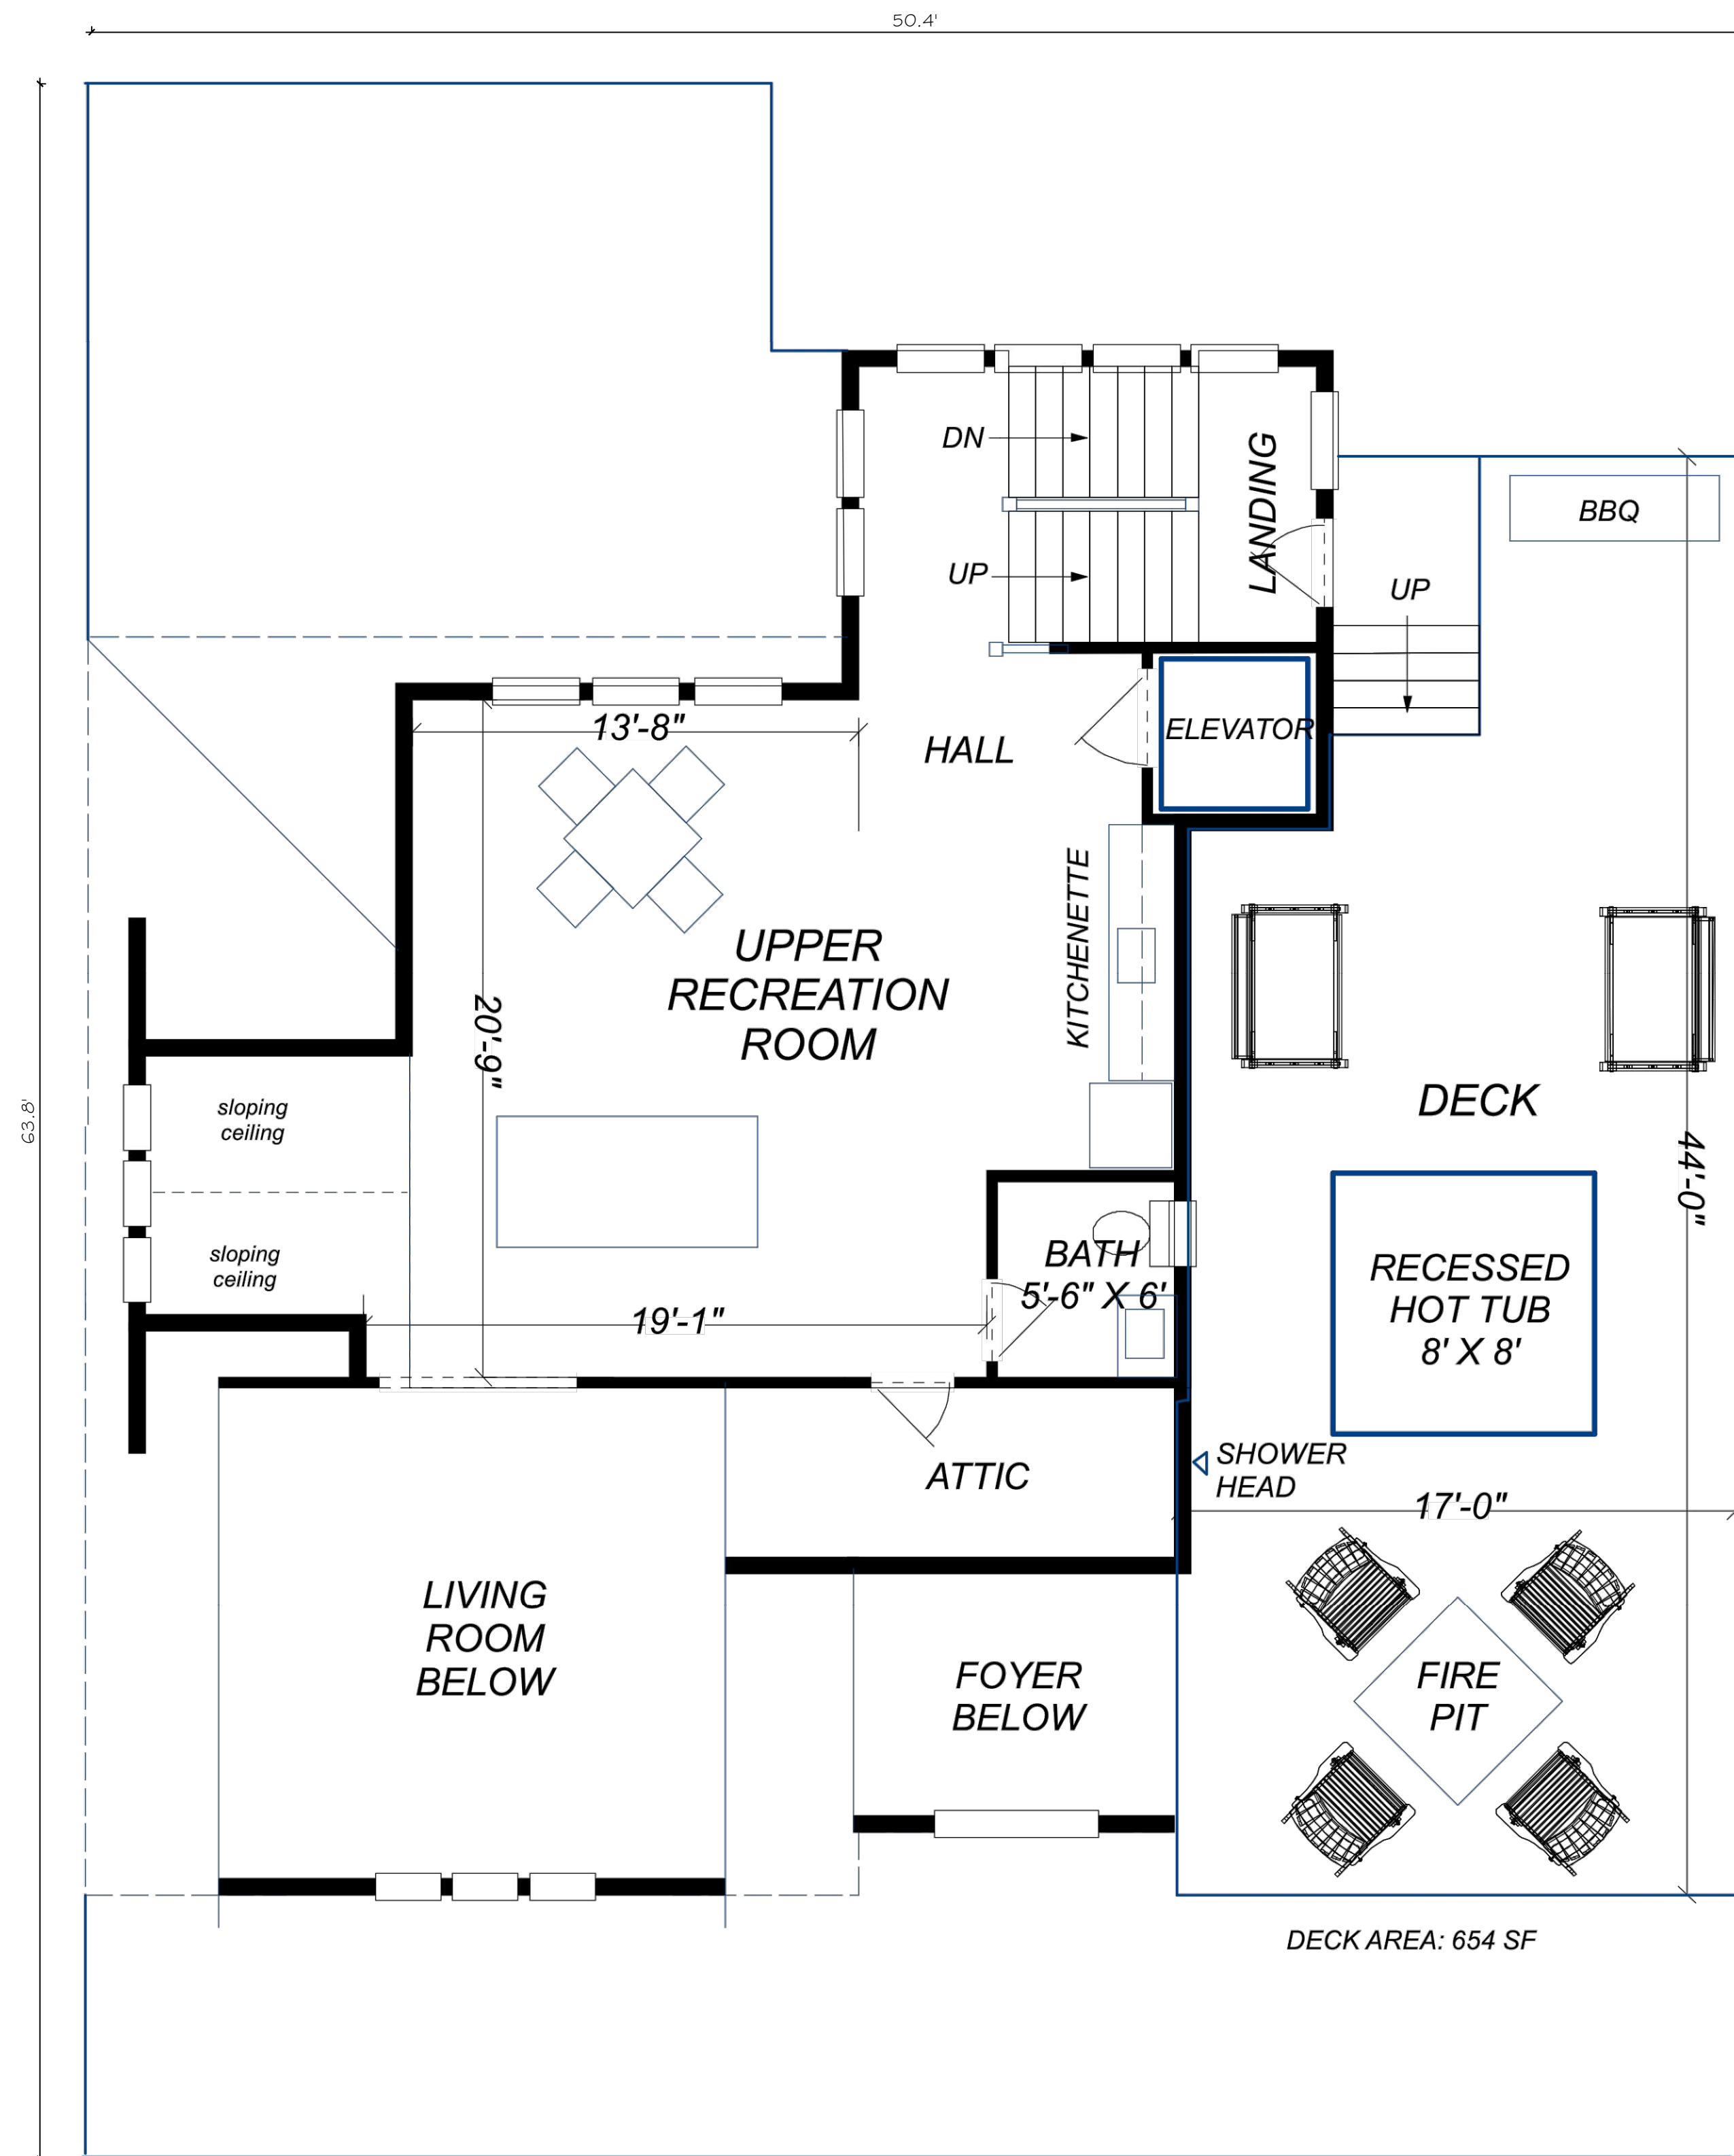 50.4'
63.8'
DN
UP
LANDING
BBQ
UP
13'-8"
HALL
ELEVATOR
KITCHENETTE
UPPER
RECREATION
ROOM
20'-9"
DECK
sloping
ceiling
sloping
ceiling
44'-0"
BATH
5'-6" X 6'
RECESSED
HOT TUB
8' X 8'
19'-1"
SHOWER
HEAD
ATTIC
17'-0"
LIVING
ROOM
BELOW
FOYER
BELOW
FIRE
PIT
DECK AREA: 654 SF